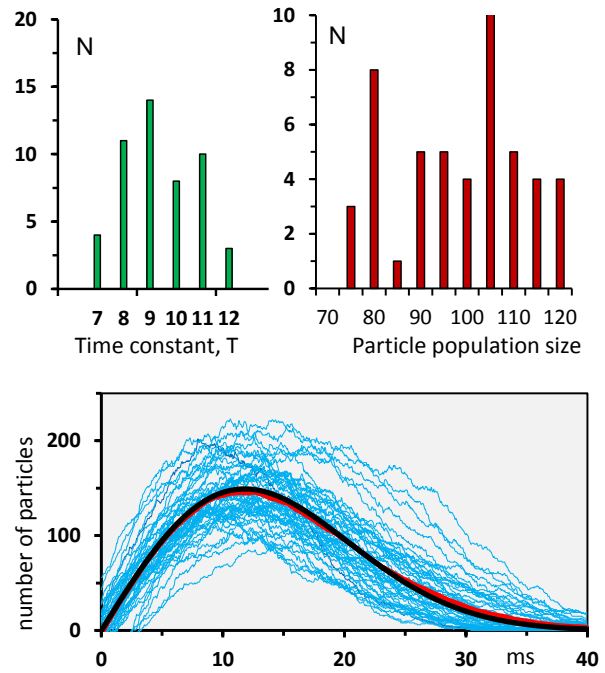 20
15
10
5
0
N
7 8 9 10 11 12
Time constant, T
10
8
6
4
2
0
N
70 80 90 100 110 120
Particle population size
number of particles
200
100
0
0 10 20 30 ms 40